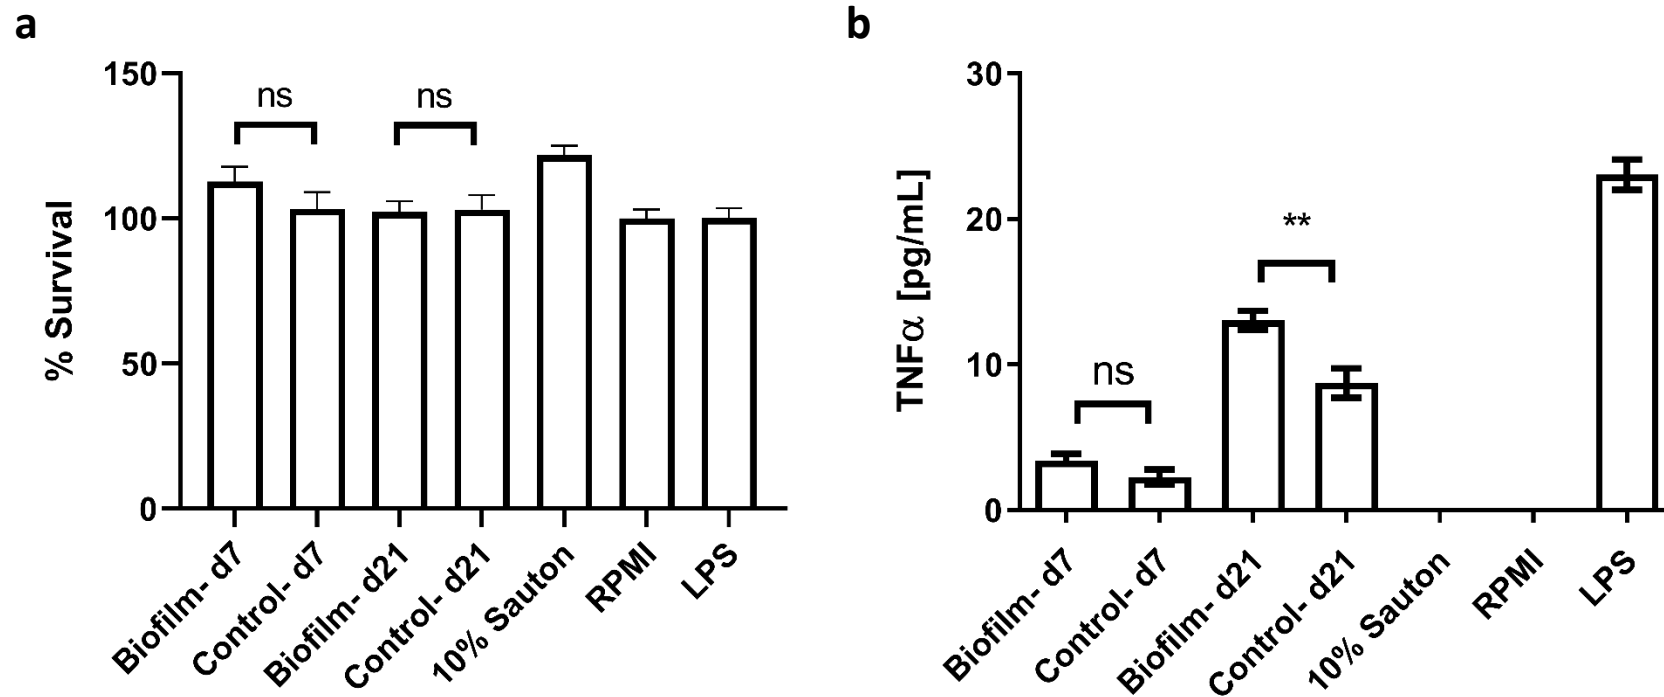 a
150
100
50
0
% Survival
ns
ns
Biofilm- d7
Control- d7
Biofilm- d21
Control- d21
10% Sauton
RPMI
LPS
b
30
20
10
0
TNFα [pg/mL]
ns
**
Biofilm- d7
Control- d7
Biofilm- d21
Control- d21
10% Sauton
RPMI
LPS